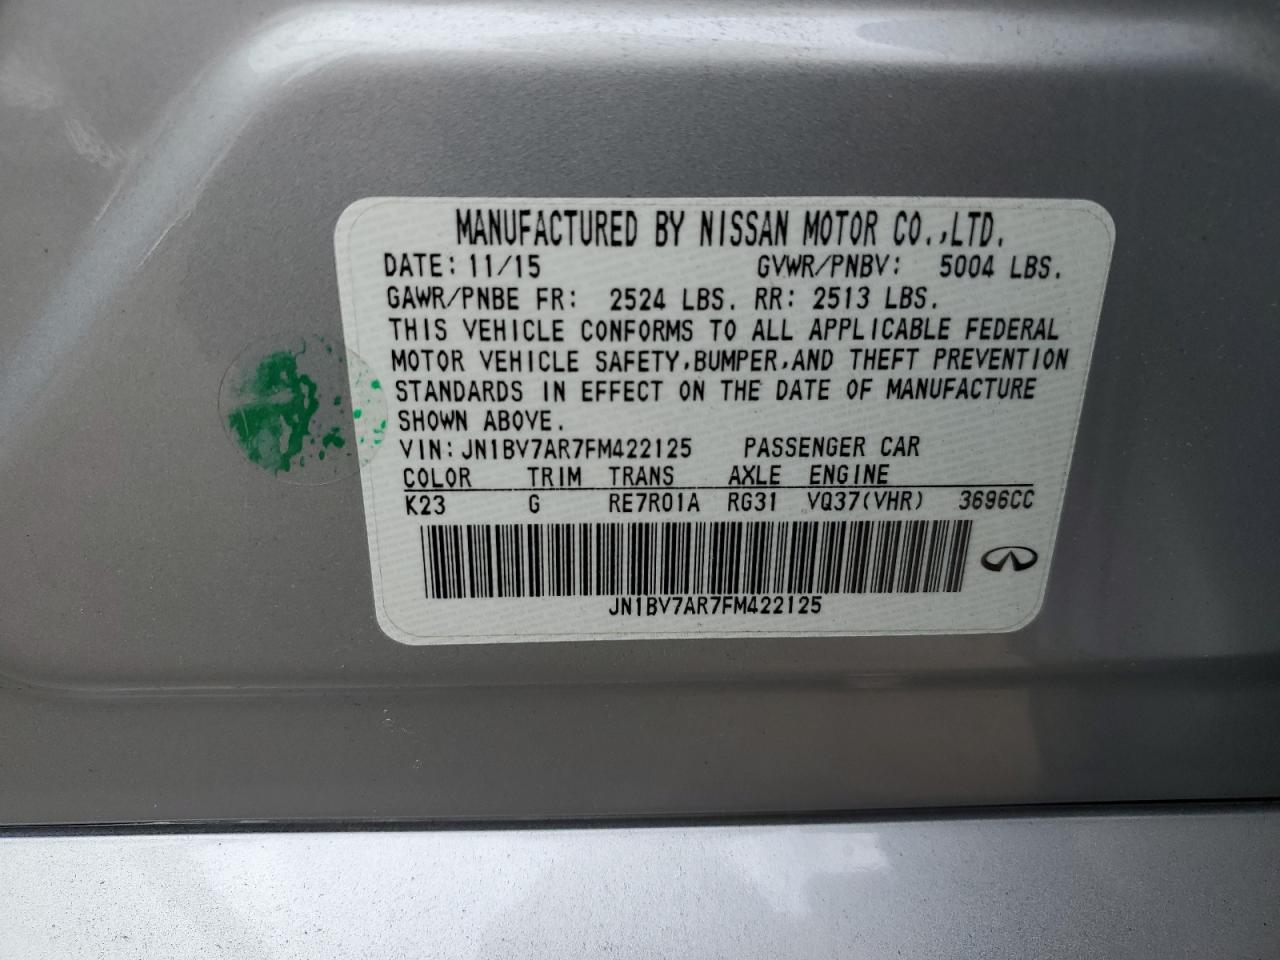 MANUFACTURED BY NISSAN MOTOR CO.,LTD.
DATE: 11/15 GVWR/PNBV: 5004 LBS.
GAWR/PNBE FR: 2524 LBS. RR: 2513 LBS.
THIS VEHICLE CONFORMS TO ALL APPLICABLE FEDERAL
MOTOR VEHICLE SAFETY,BUMPER,AND THEFT PREVENTION
STANDARDS IN EFFECT ON THE DATE OF MANUFACTURE
SHOWN ABOVE.
VIN: JN1BV7AR7FM422125 PASSENGER CAR
COLOR TRIM TRANS AXLE ENGINE
K23 G RE7R01A RG31 VQ37(VHR) 3696CC
JN1BV7AR7FM422125